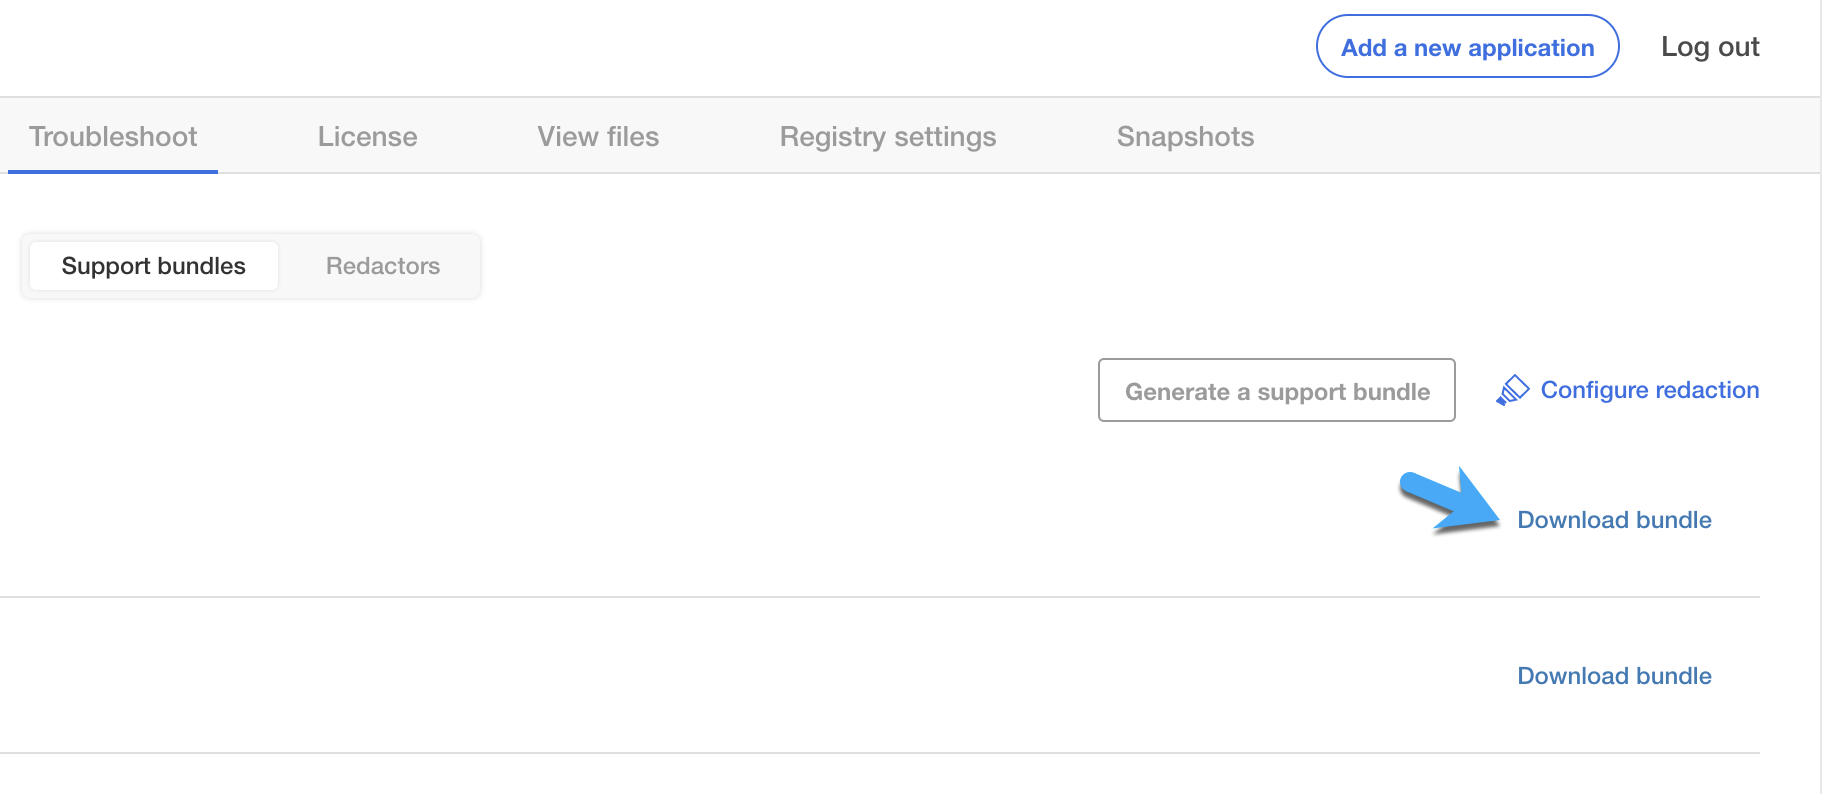 Add a new application Log out
Troubleshoot License View files Registry settings Snapshots
Support bundles Redactors
Generate a support bundle Configure redaction
Download bundle
Download bundle